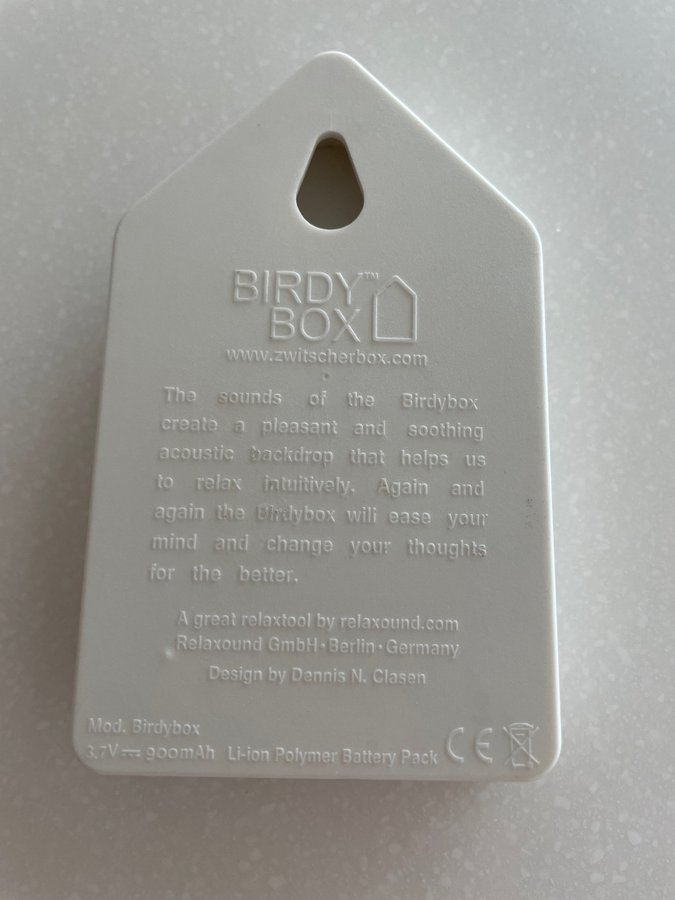 BIRDY™
BOX
www.zwitscherbox.com
The sounds of the Birdybox
create a pleasant and soothing
acoustic backdrop that helps us
to relax intuitively. Again and
again the Birdybox will ease your
mind and change your thoughts
for the better.
A great relaxtool by relaxound.com
Relaxound GmbH·Berlin·Germany
Design by Dennis N. Clasen
Mod. Birdybox
3,7V⎓900mAh Li-ion Polymer Battery Pack CE